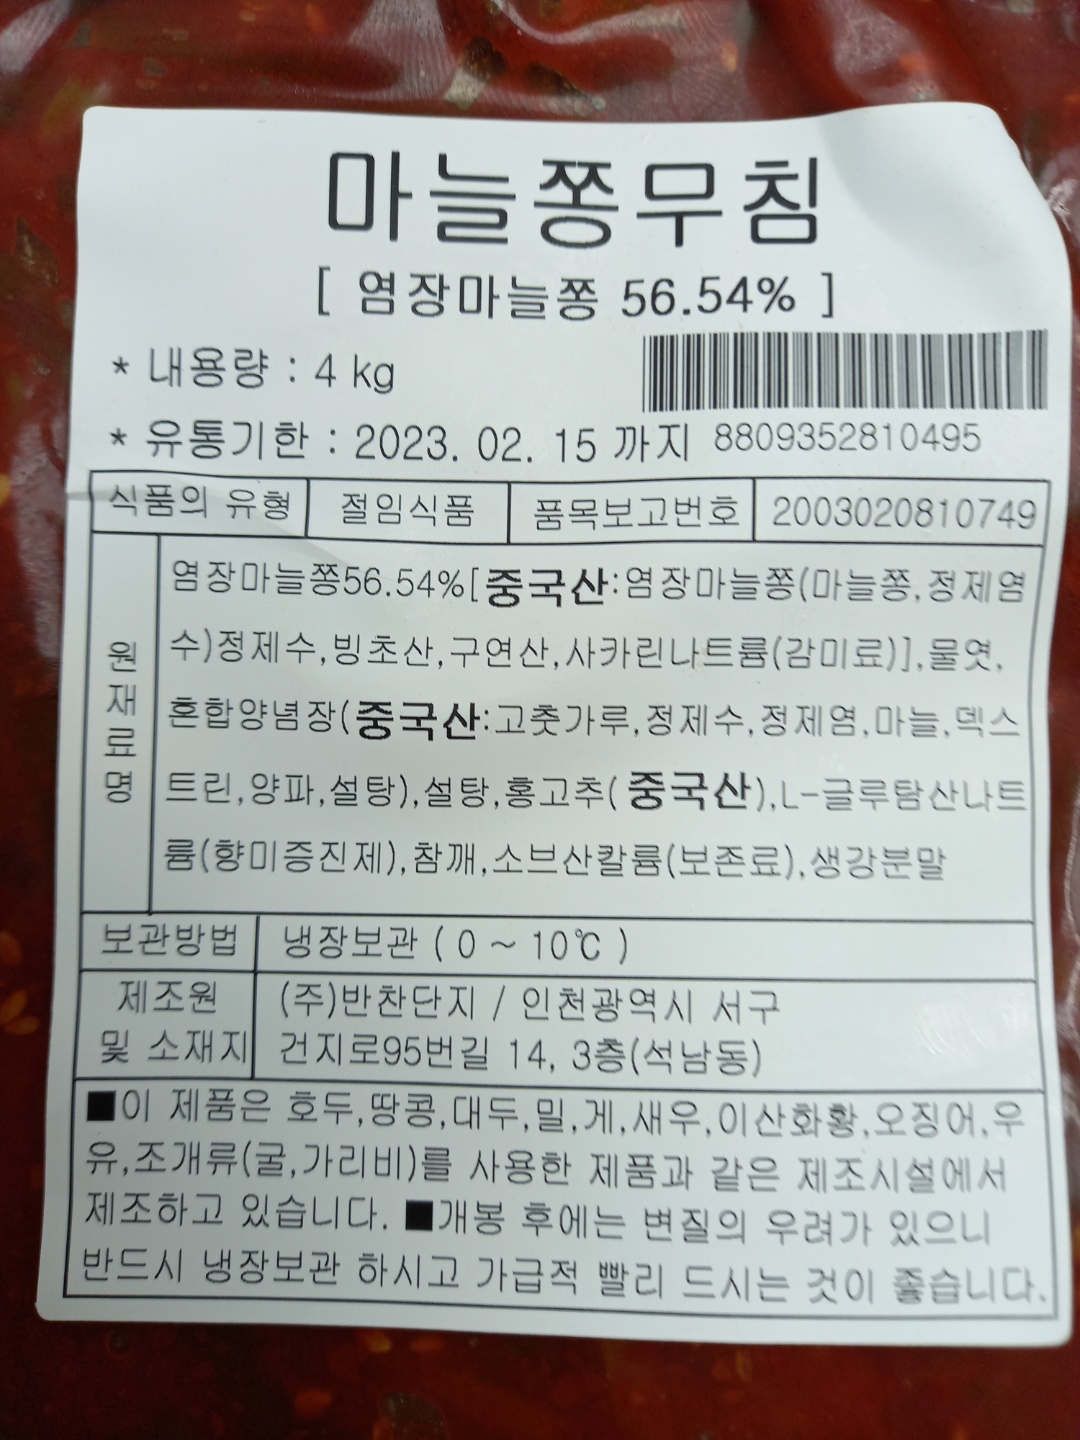 마늘쫑무침
[ 염장마늘쫑 56.54% ]
* 내용량 : 4 kg
* 유통기한 : 2023. 02. 15 까지 8809352810495
식품의 유형 절임식품 품목보고번호 2003020810749
원재료명
염장마늘쫑56.54%[중국산:염장마늘쫑(마늘쫑,정제염
수)정제수,빙초산,구연산,사카린나트륨(감미료)],물엿,
혼합양념장(중국산:고춧가루,정제수,정제염,마늘,덱스
트린,양파,설탕),설탕,홍고추(중국산),L-글루탐산나트
륨(향미증진제),참깨,소브산칼륨(보존료),생강분말
보관방법 냉장보관 ( 0 ~ 10℃ )
제조원 (주)반찬단지 / 인천광역시 서구
및 소재지 건지로95번길 14, 3층(석남동)
■이 제품은 호두,땅콩,대두,밀,게,새우,이산화황,오징어,우
유,조개류(굴,가리비)를 사용한 제품과 같은 제조시설에서
제조하고 있습니다. ■개봉 후에는 변질의 우려가 있으니
반드시 냉장보관 하시고 가급적 빨리 드시는 것이 좋습니다.